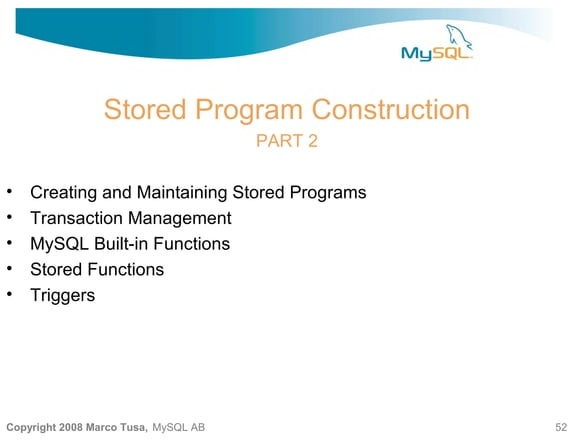 MySQL
Stored Program Construction
PART 2
• Creating and Maintaining Stored Programs
• Transaction Management
• MySQL Built-in Functions
• Stored Functions
• Triggers
Copyright 2008 Marco Tusa, MySQL AB 52